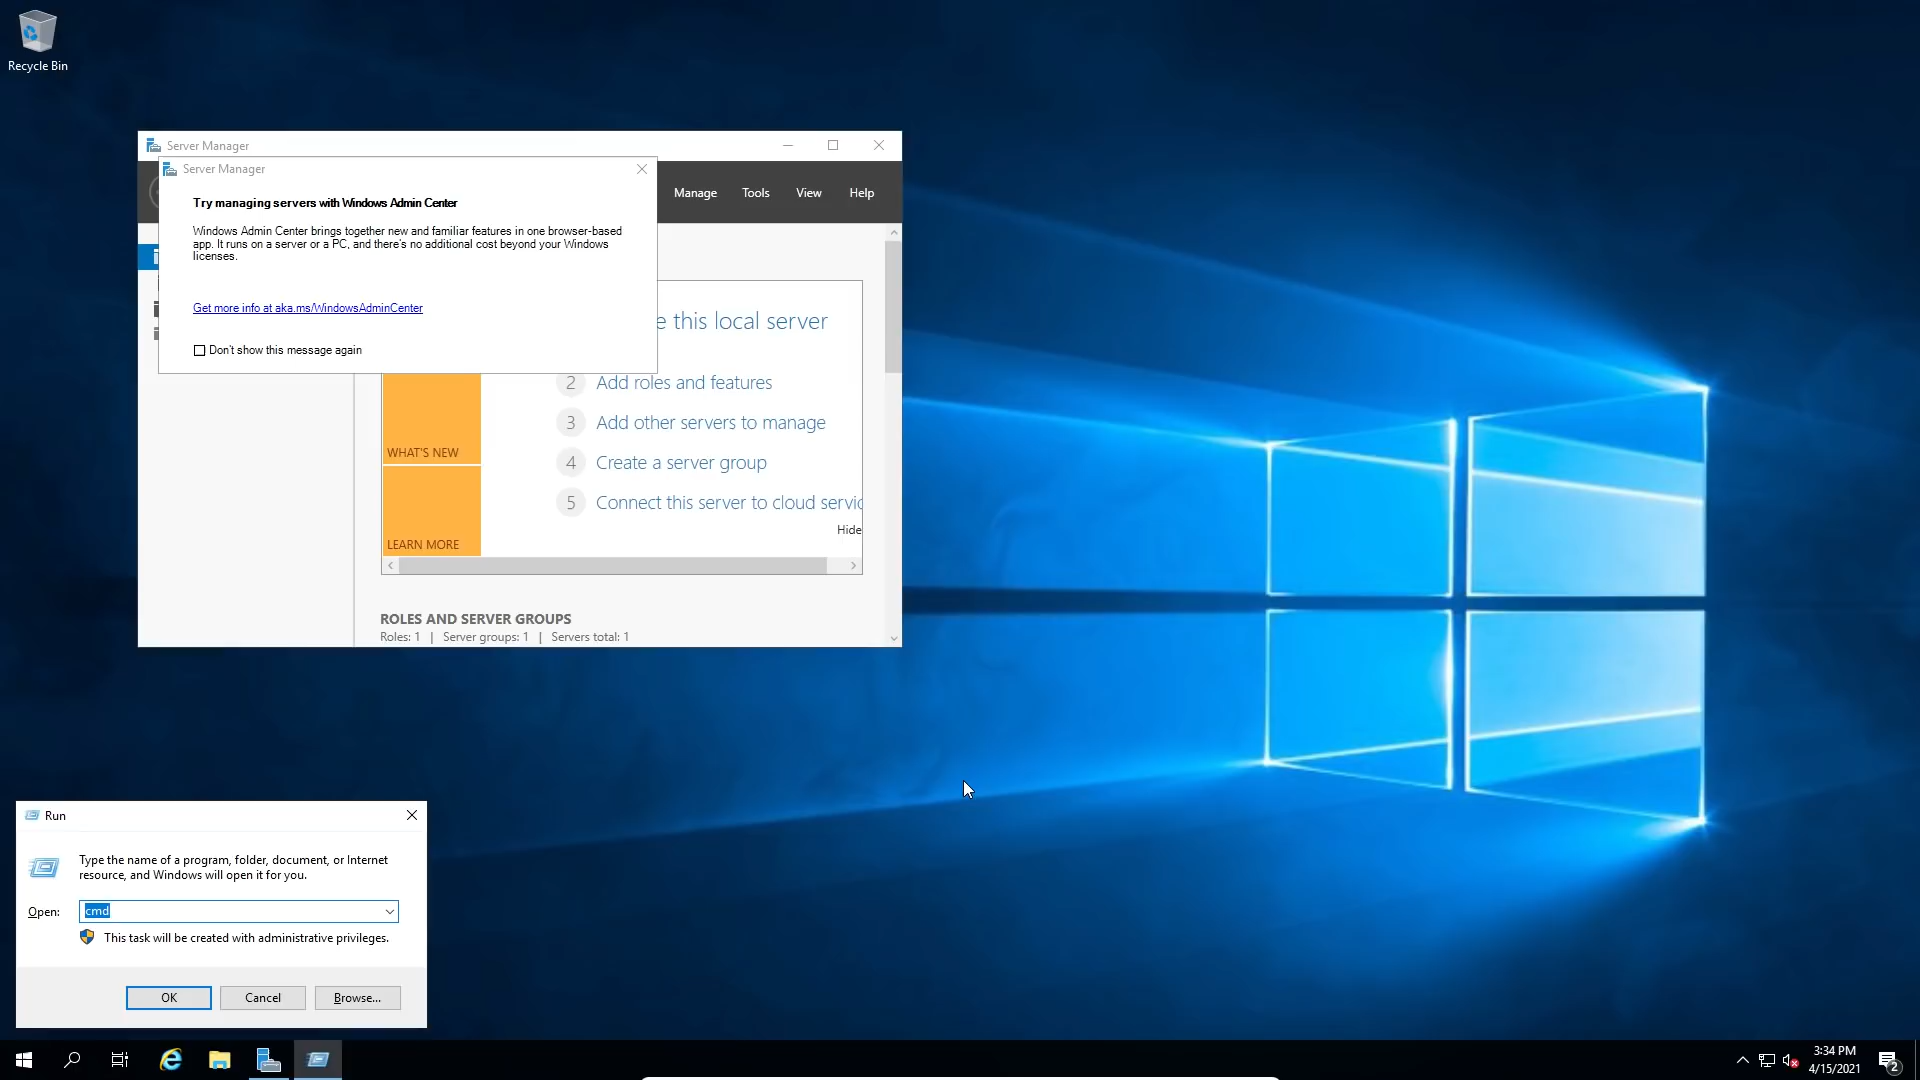 Recycle Bin
Server Manager
Server Manager
Manage
Tools
View
Help
Try managing servers with Windows Admin Center
Windows Admin Center brings together new and familiar features in one browser-based
app. It runs on a server or a PC, and there's no additional cost beyond your Windows
licenses.
Get more info at aka.ms/WindowsAdminCenter
Don't show this message again
e this local server
2 Add roles and features
3 Add other servers to manage
4 Create a server group
5 Connect this server to cloud servic
WHAT'S NEW
LEARN MORE
Hide
ROLES AND SERVER GROUPS
Roles: 1 | Server groups: 1 | Servers total: 1
Run
Type the name of a program, folder, document, or Internet
resource, and Windows will open it for you.
Open: cmd
This task will be created with administrative privileges.
OK
Cancel
Browse...
3:34 PM
4/15/2021
2